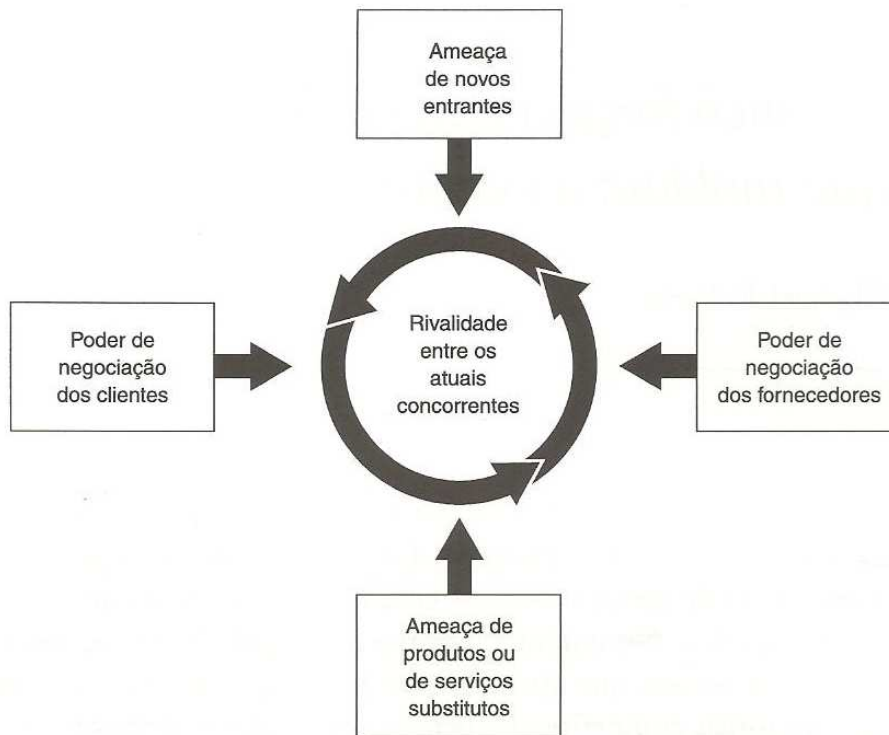 Ameaça
de novos
entrantes
Poder de
negociação
dos clientes
Rivalidade
entre os
atuais
concorrentes
Poder de
negociação
dos fornecedores
Ameaça de
produtos ou
de serviços
substitutos